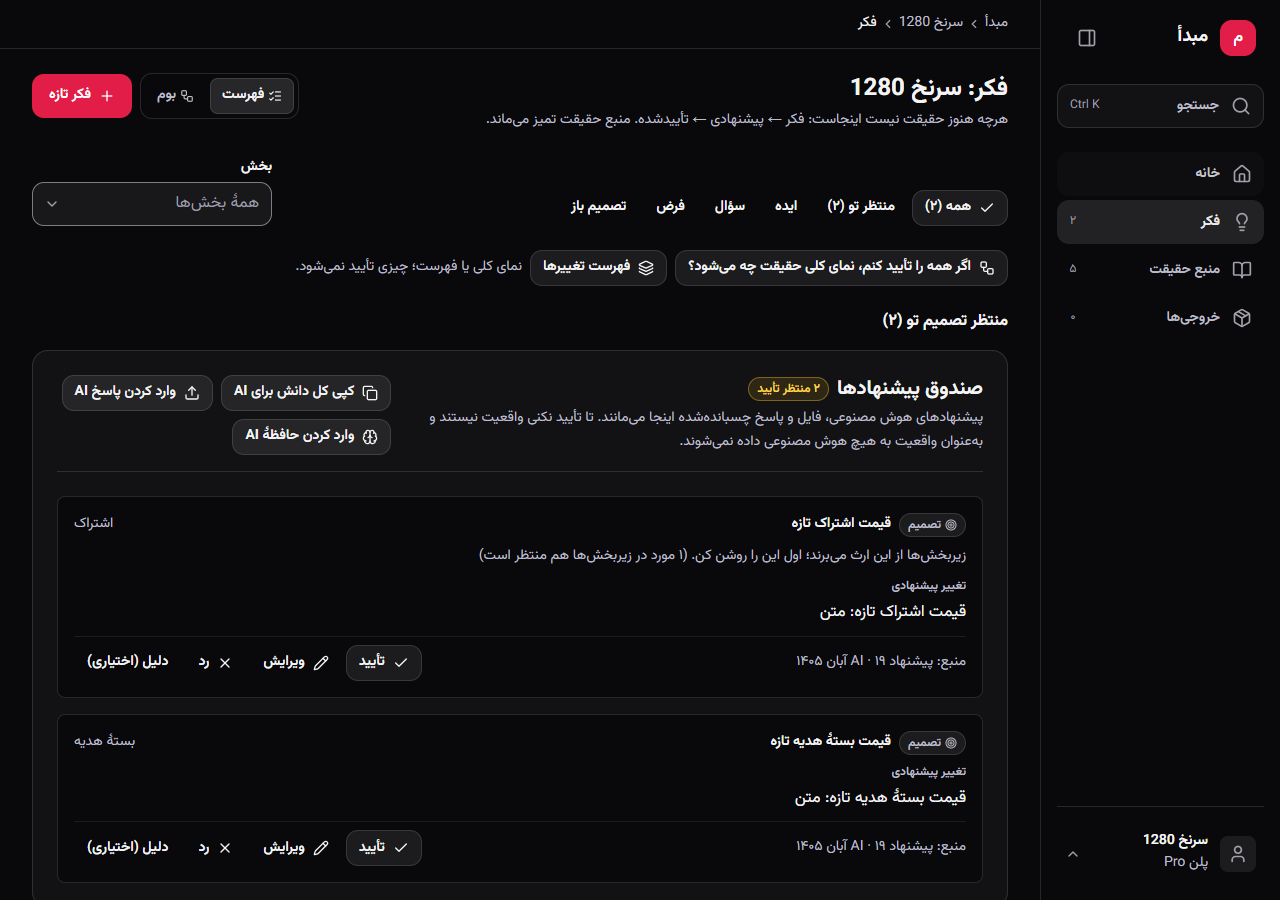 م
مبدأ
جستجو
Ctrl K
خانه
فکر
۲
منبع حقیقت
۵
خروجی‌ها
۰
سرنخ 1280
پلن Pro
مبدأ
سرنخ 1280
فکر
فکر: سرنخ 1280
هرچه هنوز حقیقت نیست اینجاست: فکر ← پیشنهادی ← تأییدشده. منبع حقیقت تمیز می‌ماند.
فهرست
بوم
فکر تازه
همه (۲)
منتظر تو (۲)
ایده
سؤال
فرض
تصمیم باز
بخش
همهٔ بخش‌ها
اگر همه را تأیید کنم، نمای کلی حقیقت چه می‌شود؟
فهرست تغییرها
نمای کلی یا فهرست؛ چیزی تأیید نمی‌شود.
منتظر تصمیم تو (۲)
صندوق پیشنهادها
۲ منتظر تأیید
پیشنهادهای هوش مصنوعی، فایل و پاسخ چسبانده‌شده اینجا می‌مانند. تا تأیید نکنی واقعیت نیستند و
به‌عنوان واقعیت به هیچ هوش مصنوعی داده نمی‌شوند.
کپی کل دانش برای AI
وارد کردن پاسخ AI
وارد کردن حافظهٔ AI
تصمیم
قیمت اشتراک تازه
اشتراک
زیربخش‌ها از این ارث می‌برند؛ اول این را روشن کن. (۱ مورد در زیربخش‌ها هم منتظر است)
تغییر پیشنهادی
قیمت اشتراک تازه: متن
منبع: پیشنهاد AI · ۱۹ آبان ۱۴۰۵
تأیید
ویرایش
رد
دلیل (اختیاری)
تصمیم
قیمت بستهٔ هدیه تازه
بستهٔ هدیه
تغییر پیشنهادی
قیمت بستهٔ هدیه تازه: متن
منبع: پیشنهاد AI · ۱۹ آبان ۱۴۰۵
تأیید
ویرایش
رد
دلیل (اختیاری)